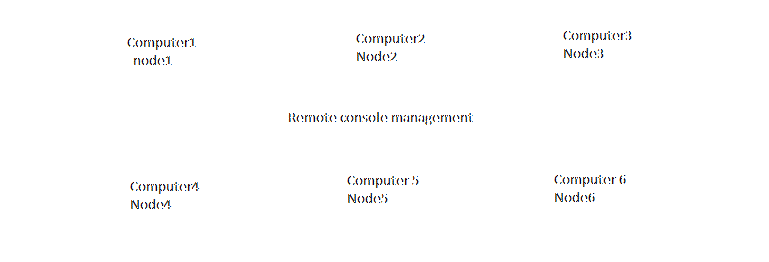 Computer1
node1
Computer2
Node2
Computer3
Node3
Remote console management
Computer4
Node4
Computer 5
Node5
Computer 6
Node6